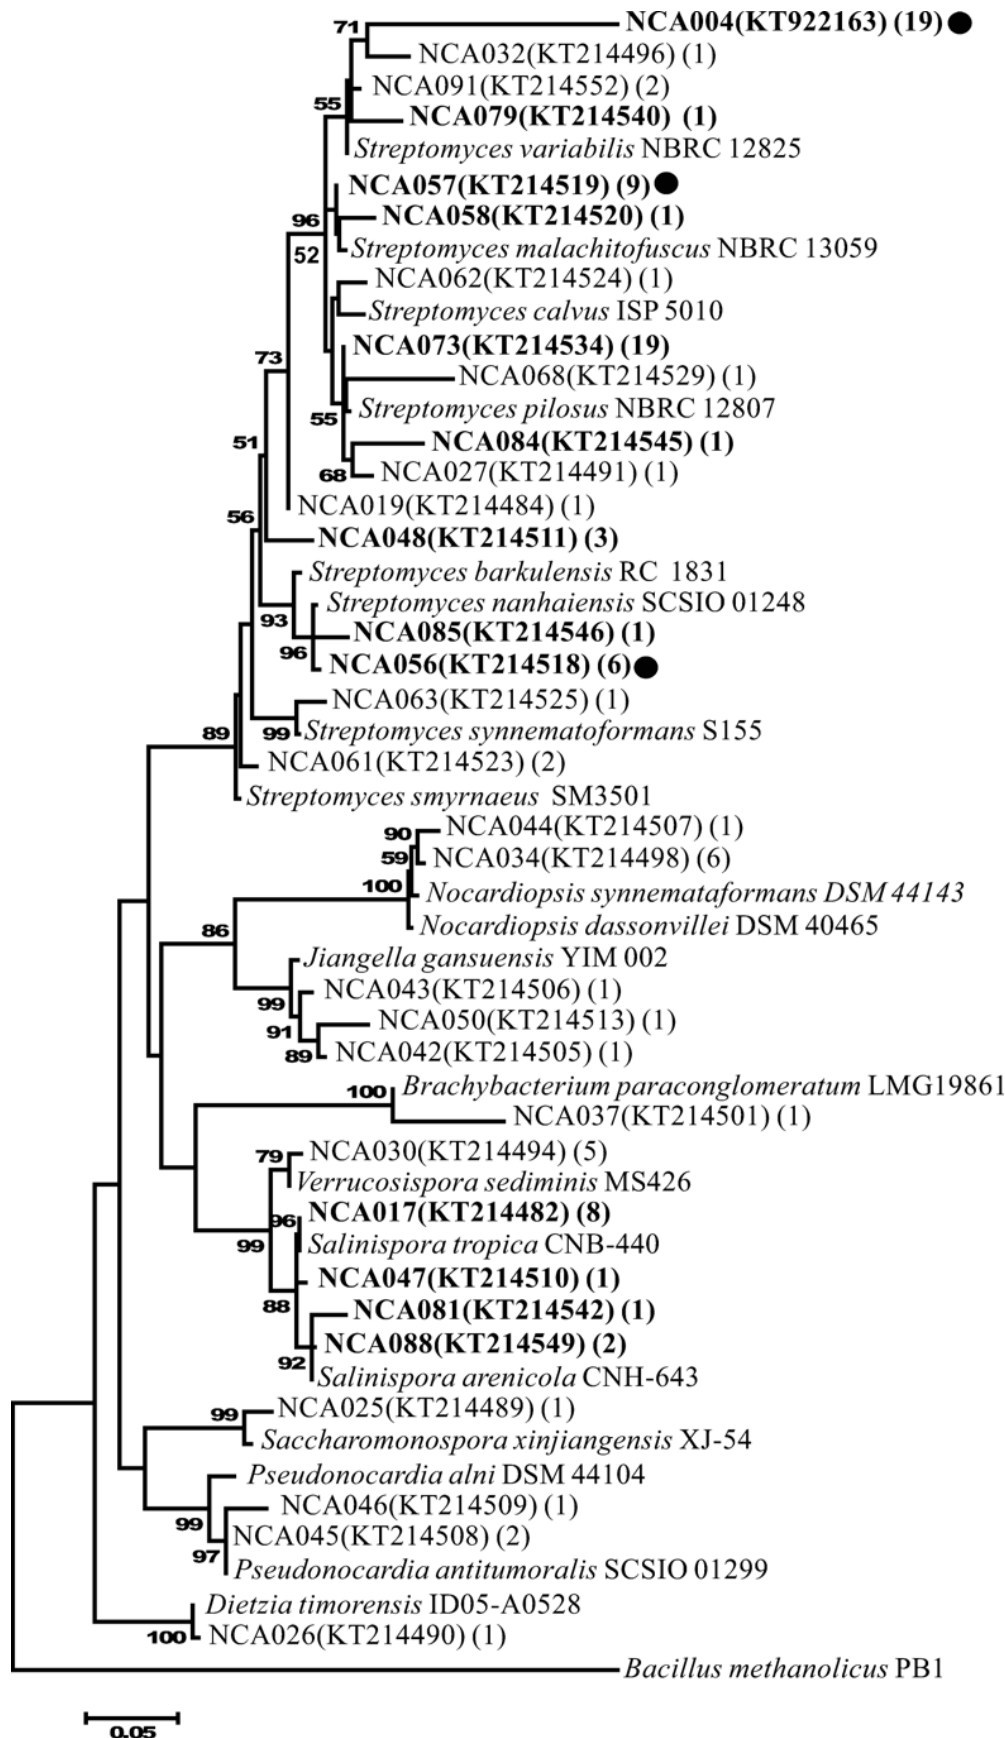 71
NCA004(KT922163) (19)
NCA032(KT214496) (1)
NCA091(KT214552) (2)
55
NCA079(KT214540) (1)
Streptomyces variabilis NBRC 12825
NCA057(KT214519) (9)
96
NCA058(KT214520) (1)
52
Streptomyces malachitofuscus NBRC 13059
NCA062(KT214524) (1)
Streptomyces calvus ISP 5010
73
NCA073(KT214534) (19)
NCA068(KT214529) (1)
55
Streptomyces pilosus NBRC 12807
51
NCA084(KT214545) (1)
68
NCA027(KT214491) (1)
NCA019(KT214484) (1)
56
NCA048(KT214511) (3)
Streptomyces barkulensis RC 1831
Streptomyces nanhaiensis SCSIO 01248
93
NCA085(KT214546) (1)
96
NCA056(KT214518) (6)
NCA063(KT214525) (1)
89
99
Streptomyces synnematoformans S155
NCA061(KT214523) (2)
Streptomyces smyrnaeus SM3501
90
NCA044(KT214507) (1)
59
NCA034(KT214498) (6)
100
Nocardiopsis synnemataformans DSM 44143
86
Nocardiopsis dassonvillei DSM 40465
Jiangella gansuensis YIM 002
99
NCA043(KT214506) (1)
91
NCA050(KT214513) (1)
89
NCA042(KT214505) (1)
100
Brachybacterium paraconglomeratum LMG19861
NCA037(KT214501) (1)
79
NCA030(KT214494) (5)
Verrucosispora sediminis MS426
96
NCA017(KT214482) (8)
99
Salinispora tropica CNB-440
NCA047(KT214510) (1)
88
NCA081(KT214542) (1)
92
NCA088(KT214549) (2)
Salinispora arenicola CNH-643
99
NCA025(KT214489) (1)
Saccharomonospora xinjiangensis XJ-54
Pseudonocardia alni DSM 44104
99
NCA046(KT214509) (1)
97
NCA045(KT214508) (2)
Pseudonocardia antitumoralis SCSIO 01299
Dietzia timorensis ID05-A0528
100
NCA026(KT214490) (1)
Bacillus methanolicus PB1
0.05